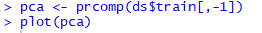 > pca <- prcomp(ds$train[,-1])
> plot(pca)